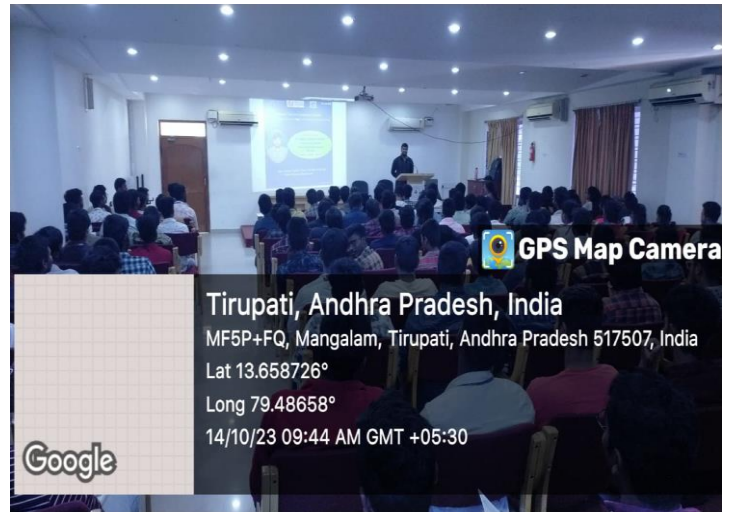 GPS Map Camera
Tirupati, Andhra Pradesh, India
MF5P+FQ, Mangalam, Tirupati, Andhra Pradesh 517507, India
Lat 13.658726°
Long 79.48658°
14/10/23 09:44 AM GMT +05:30
Google